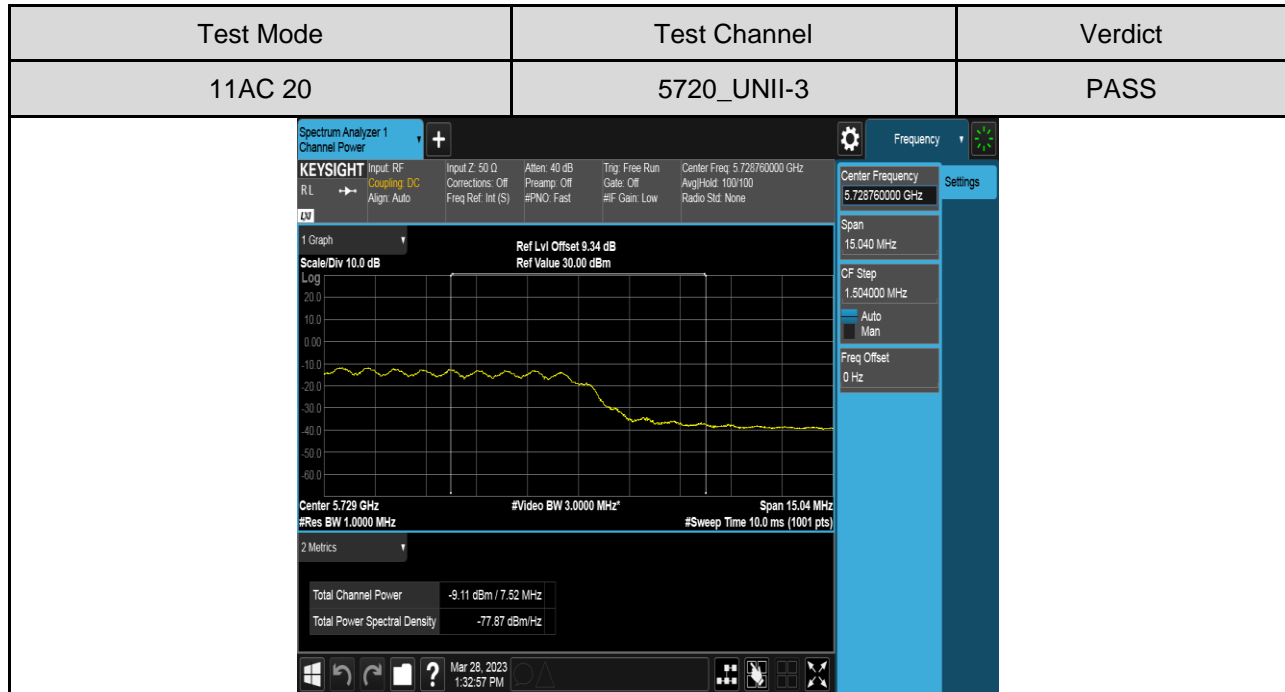 Test Mode Test Channel Verdict
11AC 20 5720_UNII-3 PASS
Spectrum Analyzer 1
Channel Power
+
Frequency
KEYSIGHT Input: RF Input Z: 50 Ω Atten: 40 dB Trig: Free Run Center Freq: 5.728760000 GHz
RL Coupling: DC Corrections: Off Preamp: Off Gate: Off Avg|Hold: 100/100
Align: Auto Freq Ref: Int (S) #PNO: Fast #IF Gain: Low Radio Std: None
LXI
Center Frequency
5.728760000 GHz
Settings
Span
15.040 MHz
CF Step
1.504000 MHz
Auto
Man
Freq Offset
0 Hz
1 Graph
Ref Lvl Offset 9.34 dB
Scale/Div 10.0 dB Ref Value 30.00 dBm
Log
20.0
10.0
0.00
-10.0
-20.0
-30.0
-40.0
-50.0
-60.0
Center 5.729 GHz #Video BW 3.0000 MHz* Span 15.04 MHz
#Res BW 1.0000 MHz #Sweep Time 10.0 ms (1001 pts)
2 Metrics
Total Channel Power -9.11 dBm / 7.52 MHz
Total Power Spectral Density -77.87 dBm/Hz
? Mar 28, 2023
1:32:57 PM